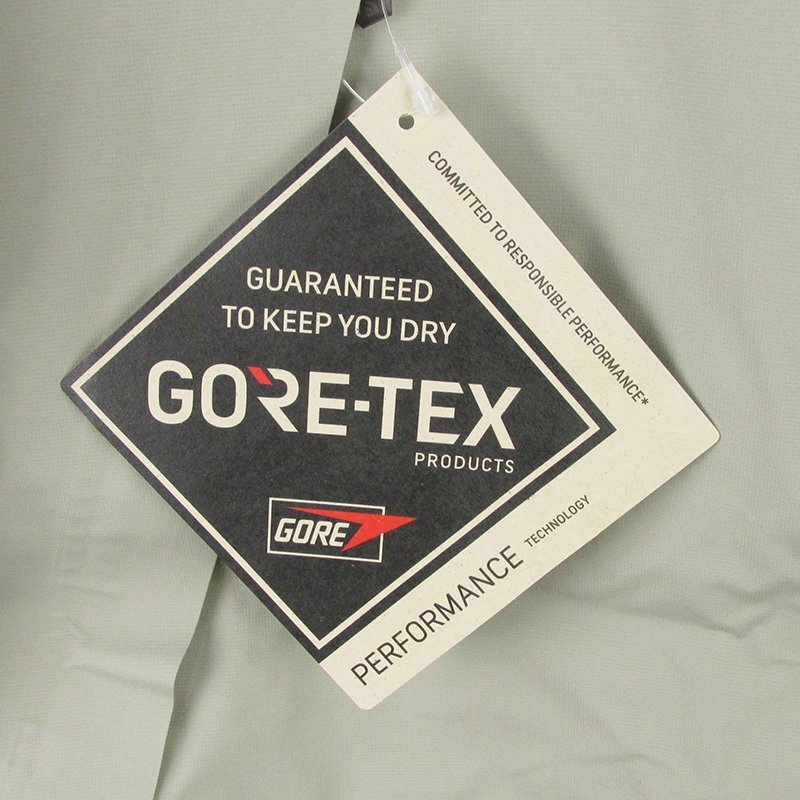 COMMITTED TO RESPONSIBLE PERFORMANCE*
GUARANTEED
TO KEEP YOU DRY
GORE-TEX
PRODUCTS
GORE
PERFORMANCE TECHNOLOGY